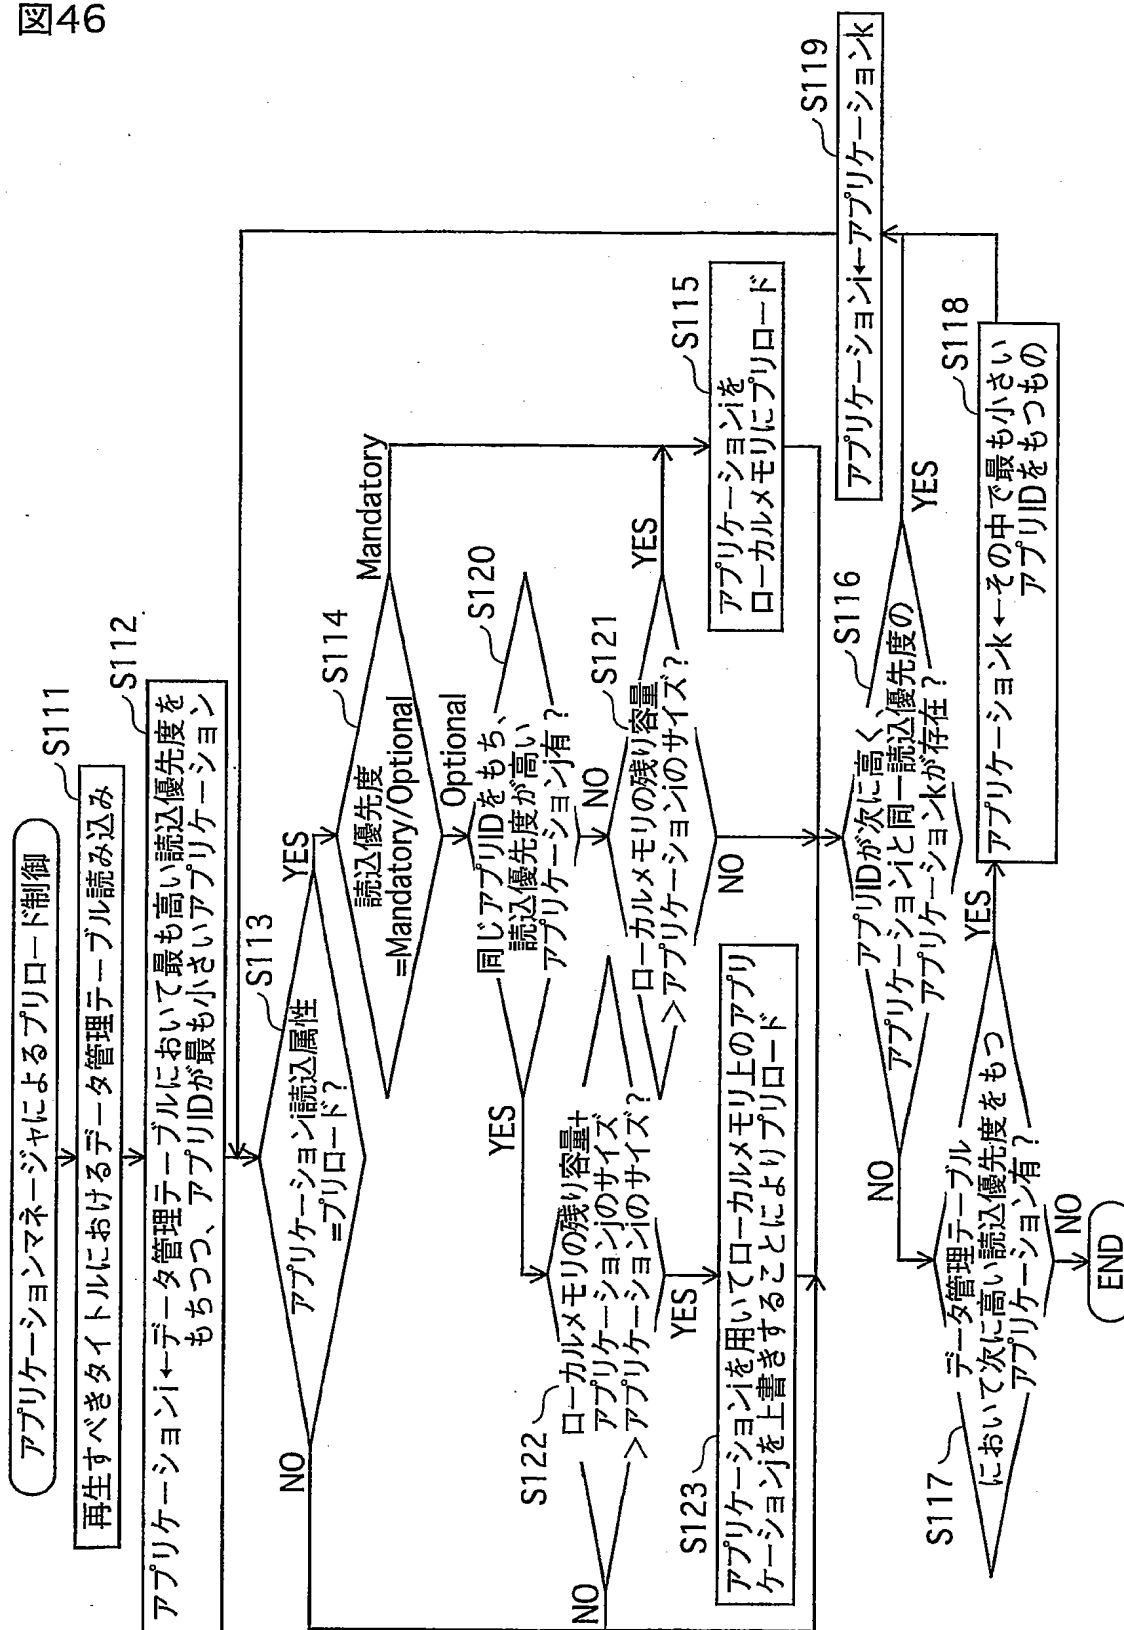 図46
アプリケーションマネージャによるプリロード制御
S111
再生すべきタイトルにおけるデータ管理テーブル読み込み
S112
アプリケーションi←データ管理テーブルにおいて最も高い読込優先度を
もちつつ、アプリIDが最も小さいアプリケーション
S113
アプリケーションi読込属性
=プリロード?
YES
NO
S114
読込優先度
=Mandatory/Optional
Mandatory
Optional
S120
同じアプリIDをもち、
読込優先度が高い
アプリケーションj有?
YES
NO
S121
ローカルメモリの残り容量
>アプリケーションiのサイズ?
YES
NO
S115
アプリケーションiを
ローカルメモリにプリロード
S122
ローカルメモリの残り容量+
アプリケーションjのサイズ
>アプリケーションiのサイズ?
YES
NO
S123
アプリケーションiを用いてローカルメモリ上のアプリ
ケーションjを上書きすることによりプリロード
S116
アプリIDが次に高く、
アプリケーションiと同一読込優先度の
アプリケーションkが存在?
YES
NO
S117
データ管理テーブル
において次に高い読込優先度をもつ
アプリケーション有?
YES
NO
S118
アプリケーションk←その中で最も小さい
アプリIDをもつもの
S119
アプリケーションi←アプリケーションk
END